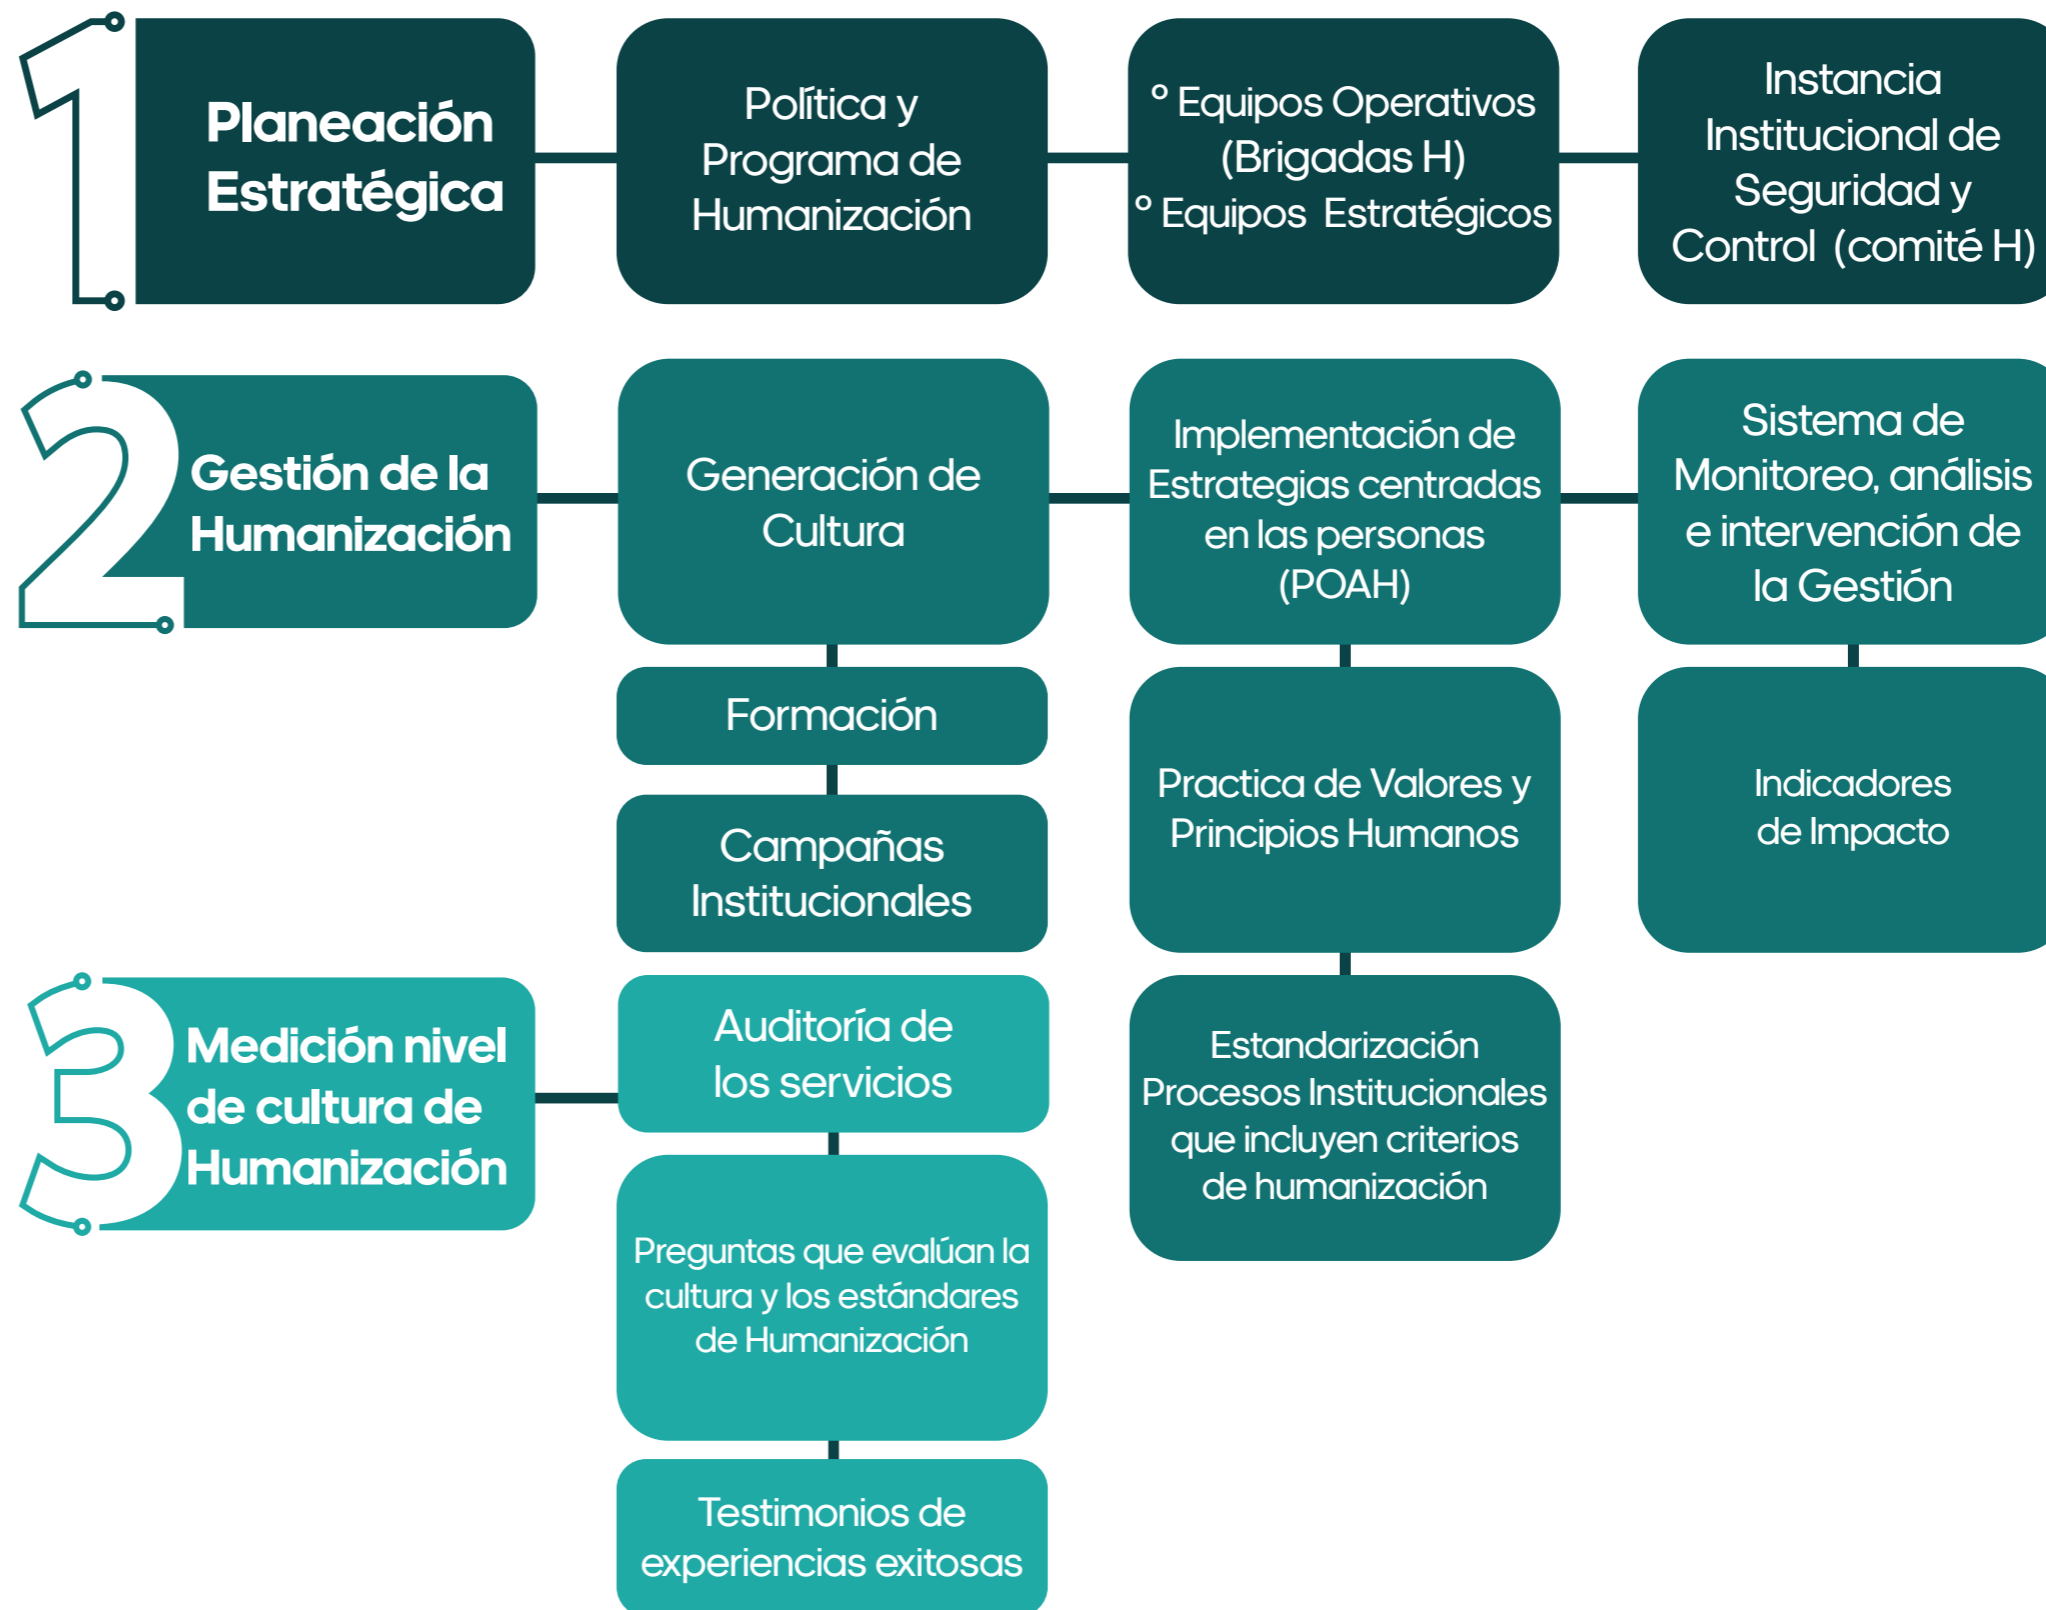 1
Planeación
Estratégica
Política y
Programa de
Humanización
° Equipos Operativos
(Brigadas H)
° Equipos Estratégicos
Instancia
Institucional de
Seguridad y
Control (comité H)
2
Gestión de la
Humanización
Generación de
Cultura
Formación
Campañas
Institucionales
Implementación de
Estrategias centradas
en las personas
(POAH)
Practica de Valores y
Principios Humanos
Estandarización
Procesos Institucionales
que incluyen criterios
de humanización
Sistema de
Monitoreo, análisis
e intervención de
la Gestión
Indicadores
de Impacto
3
Medición nivel
de cultura de
Humanización
Auditoría de
los servicios
Preguntas que evalúan la
cultura y los estándares
de Humanización
Testimonios de
experiencias exitosas